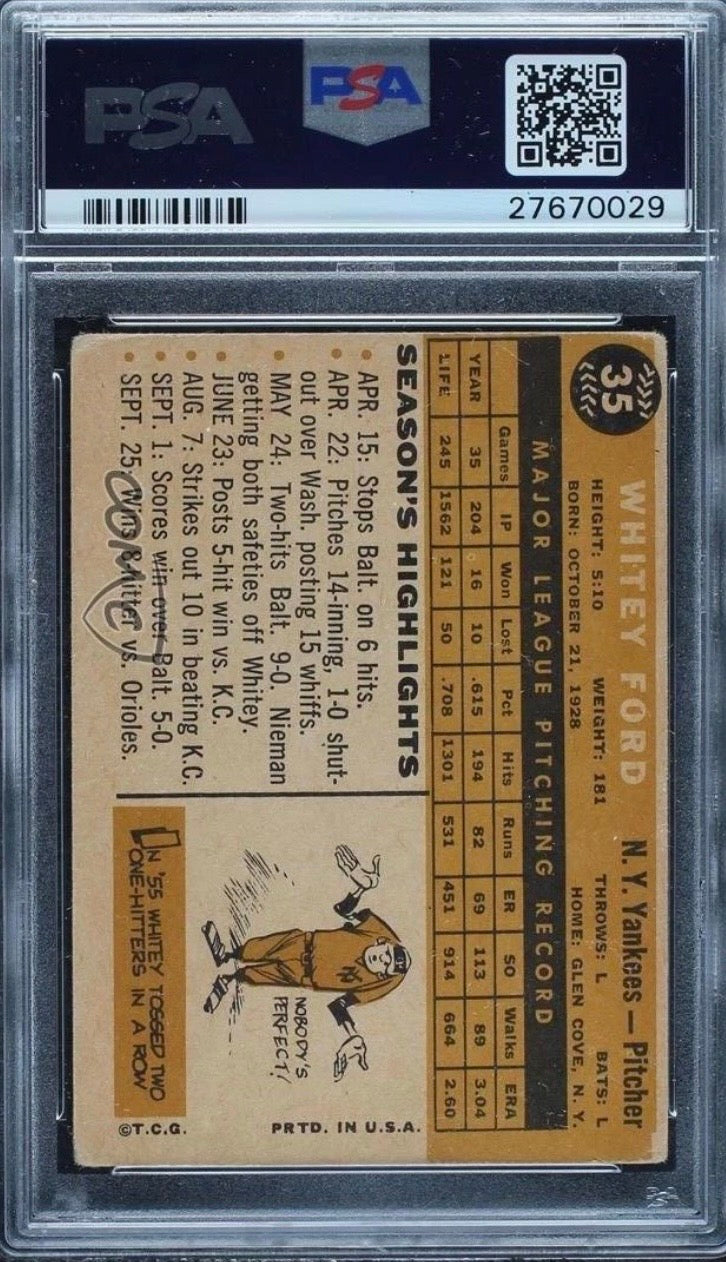 PSA
PSA
27670029
35
WHITEY FORD
N. Y. Yankees — Pitcher
HEIGHT: 5:10 WEIGHT: 181 THROWS: L BATS: L
BORN: OCTOBER 21, 1928 HOME: GLEN COVE, N. Y.
MAJOR LEAGUE PITCHING RECORD
Games IP Won Lost Pct Hits Runs ER SO Walks ERA
YEAR 35 204 16 10 .615 194 82 69 113 89 3.04
LIFE 245 1562 121 50 .708 1301 531 451 914 664 2.60
SEASON'S HIGHLIGHTS
• APR. 15: Stops Balt. on 6 hits.
• APR. 22: Pitches 14-inning, 1-0 shut-
out over Wash. posting 15 whiffs.
• MAY 24: Two-hits Balt. 9-0. Nieman
getting both safeties off Whitey.
• JUNE 23: Posts 5-hit win vs. K.C.
• AUG. 7: Strikes out 10 in beating K.C.
• SEPT. 1: Scores win over Balt. 5-0.
• SEPT. 25: Wins 8-hitter vs. Orioles.
COMC
NOBODY'S
PERFECT!
IN '55 WHITEY TOSSED TWO
ONE-HITTERS IN A ROW
©T.C.G.
PRTD. IN U.S.A.
PSA